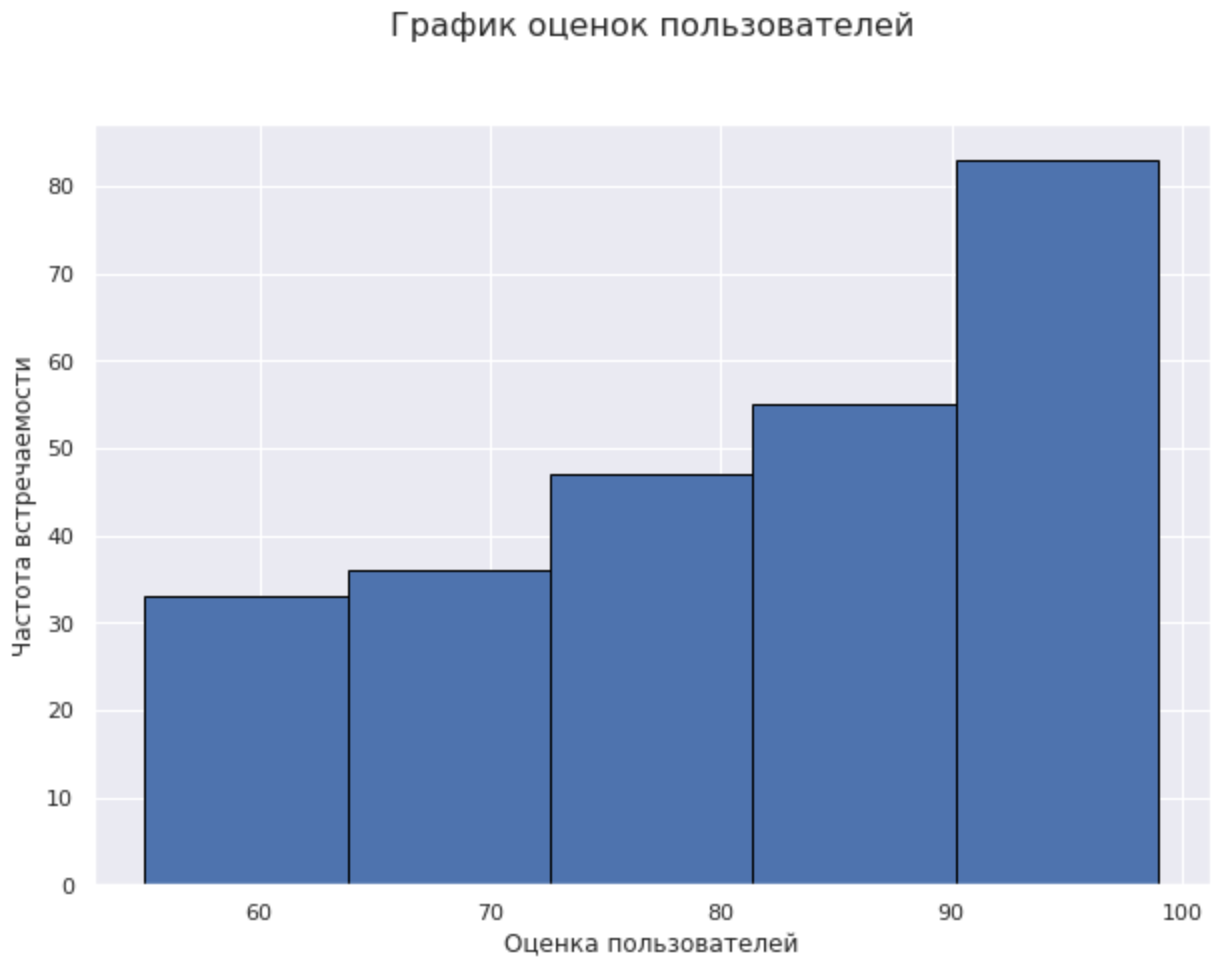 График оценок пользователей
80
70
60
50
40
30
20
10
0
Частота встречаемости
60 70 80 90 100
Оценка пользователей